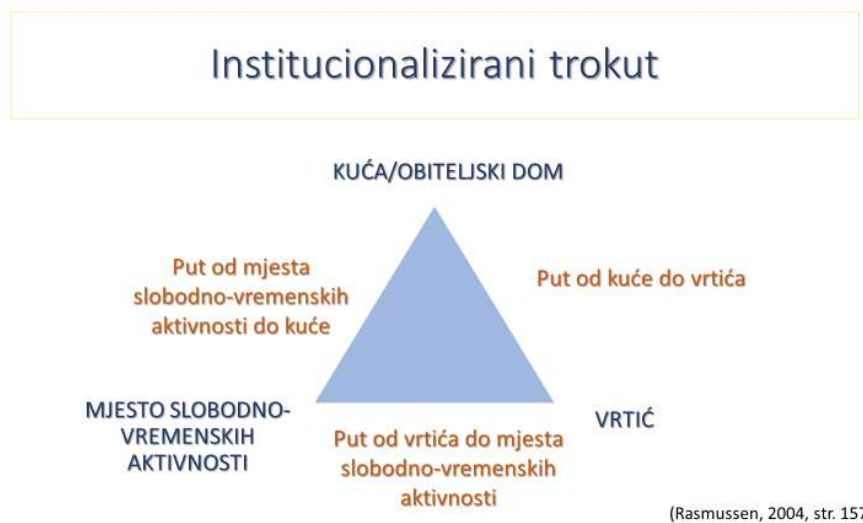 Institucionalizirani trokut
KUĆA/OBITELJSKI DOM
Put od mjesta
slobodno-vremenskih
aktivnosti do kuće
Put od kuće do vrtića
MJESTO SLOBODNO-
VREMENSKIH
AKTIVNOSTI
Put od vrtića do mjesta
slobodno-vremenskih
aktivnosti
VRTIĆ
(Rasmussen, 2004, str. 157